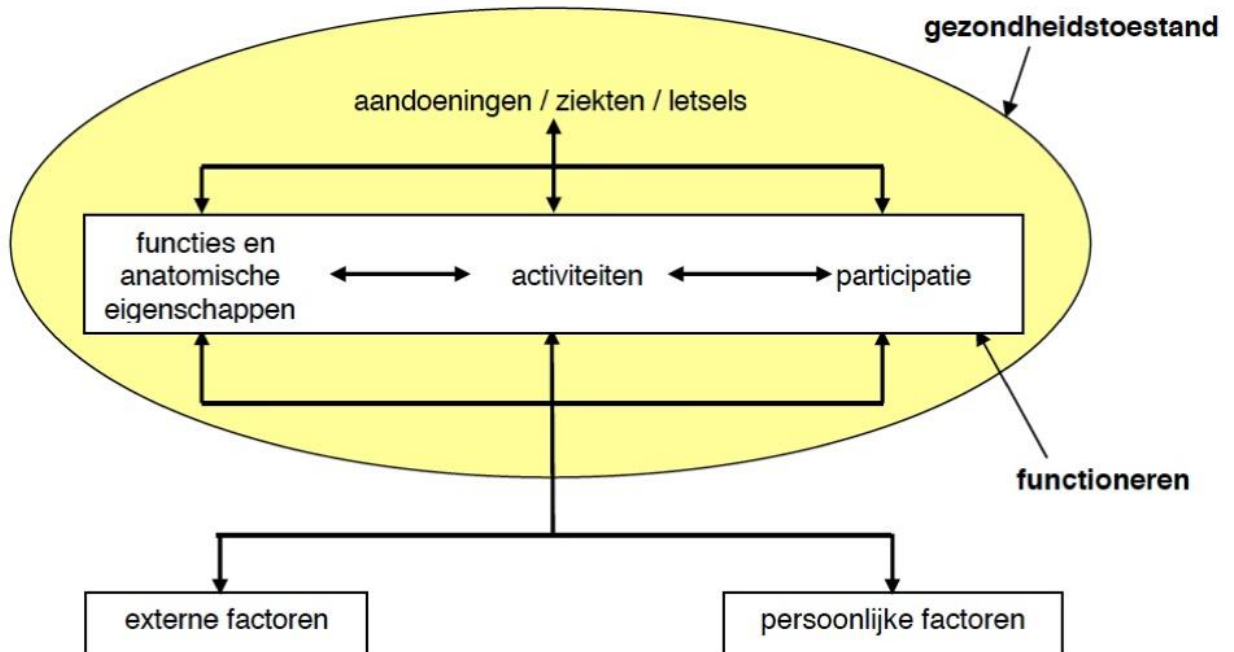 gezondheidstoestand
aandoeningen / ziekten / letsels
functies en
anatomische
eigenschappen
activiteiten
participatie
functioneren
externe factoren
persoonlijke factoren